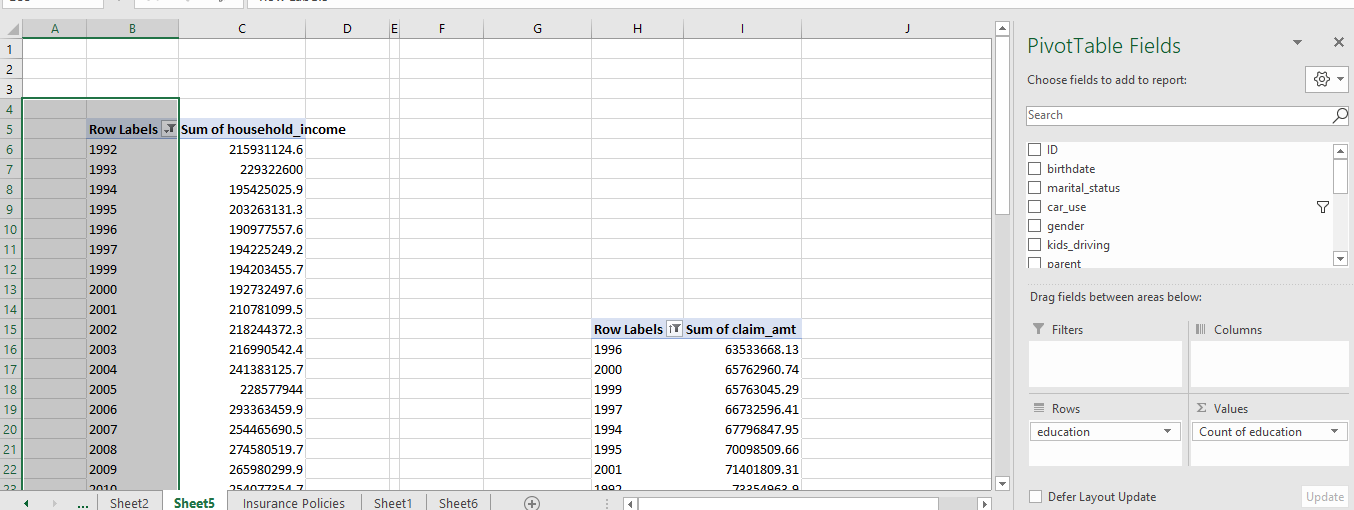 A B C D E F G H I J
1
2
3
4
5 Row Labels Sum of household_income
6 1992 215931124.6
7 1993 229322600
8 1994 195425025.9
9 1995 203263131.3
10 1996 190977557.6
11 1997 194225249.2
12 1999 194203455.7
13 2000 192732497.6
14 2001 210781099.5
15 2002 218244372.3 Row Labels Sum of claim_amt
16 2003 216990542.4 1996 63533668.13
17 2004 241383125.7 2000 65762960.74
18 2005 228577944 1999 65763045.29
19 2006 293363459.9 1997 66732596.41
20 2007 254465690.5 1994 67796847.95
21 2008 274580519.7 1995 70098509.66
22 2009 265980299.9 2001 71401809.31
23 2010 254077354.7 1992 73354963.9
... Sheet2 Sheet5 Insurance Policies Sheet1 Sheet6
PivotTable Fields
Choose fields to add to report:
Search
ID
birthdate
marital_status
car_use
gender
kids_driving
parent
Drag fields between areas below:
Filters Columns
Rows Values
education Count of education
Defer Layout Update Update